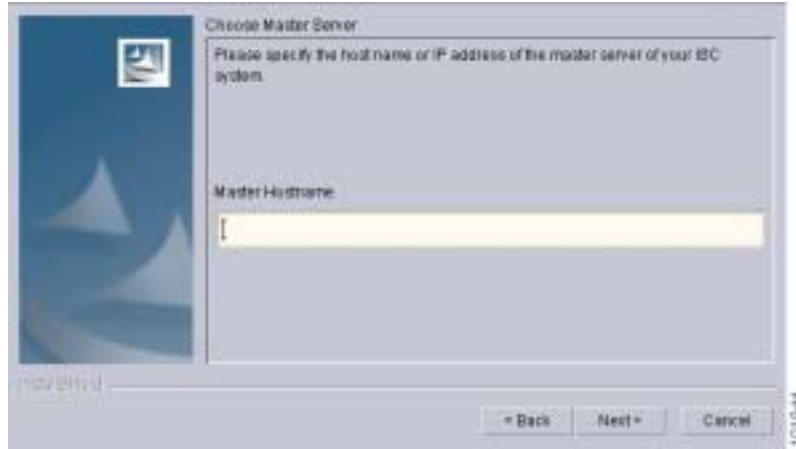 Choose Master Server
Please specify the host name or IP address of the master server of your ISC
system.
Master Hostname
< Back
Next >
Cancel